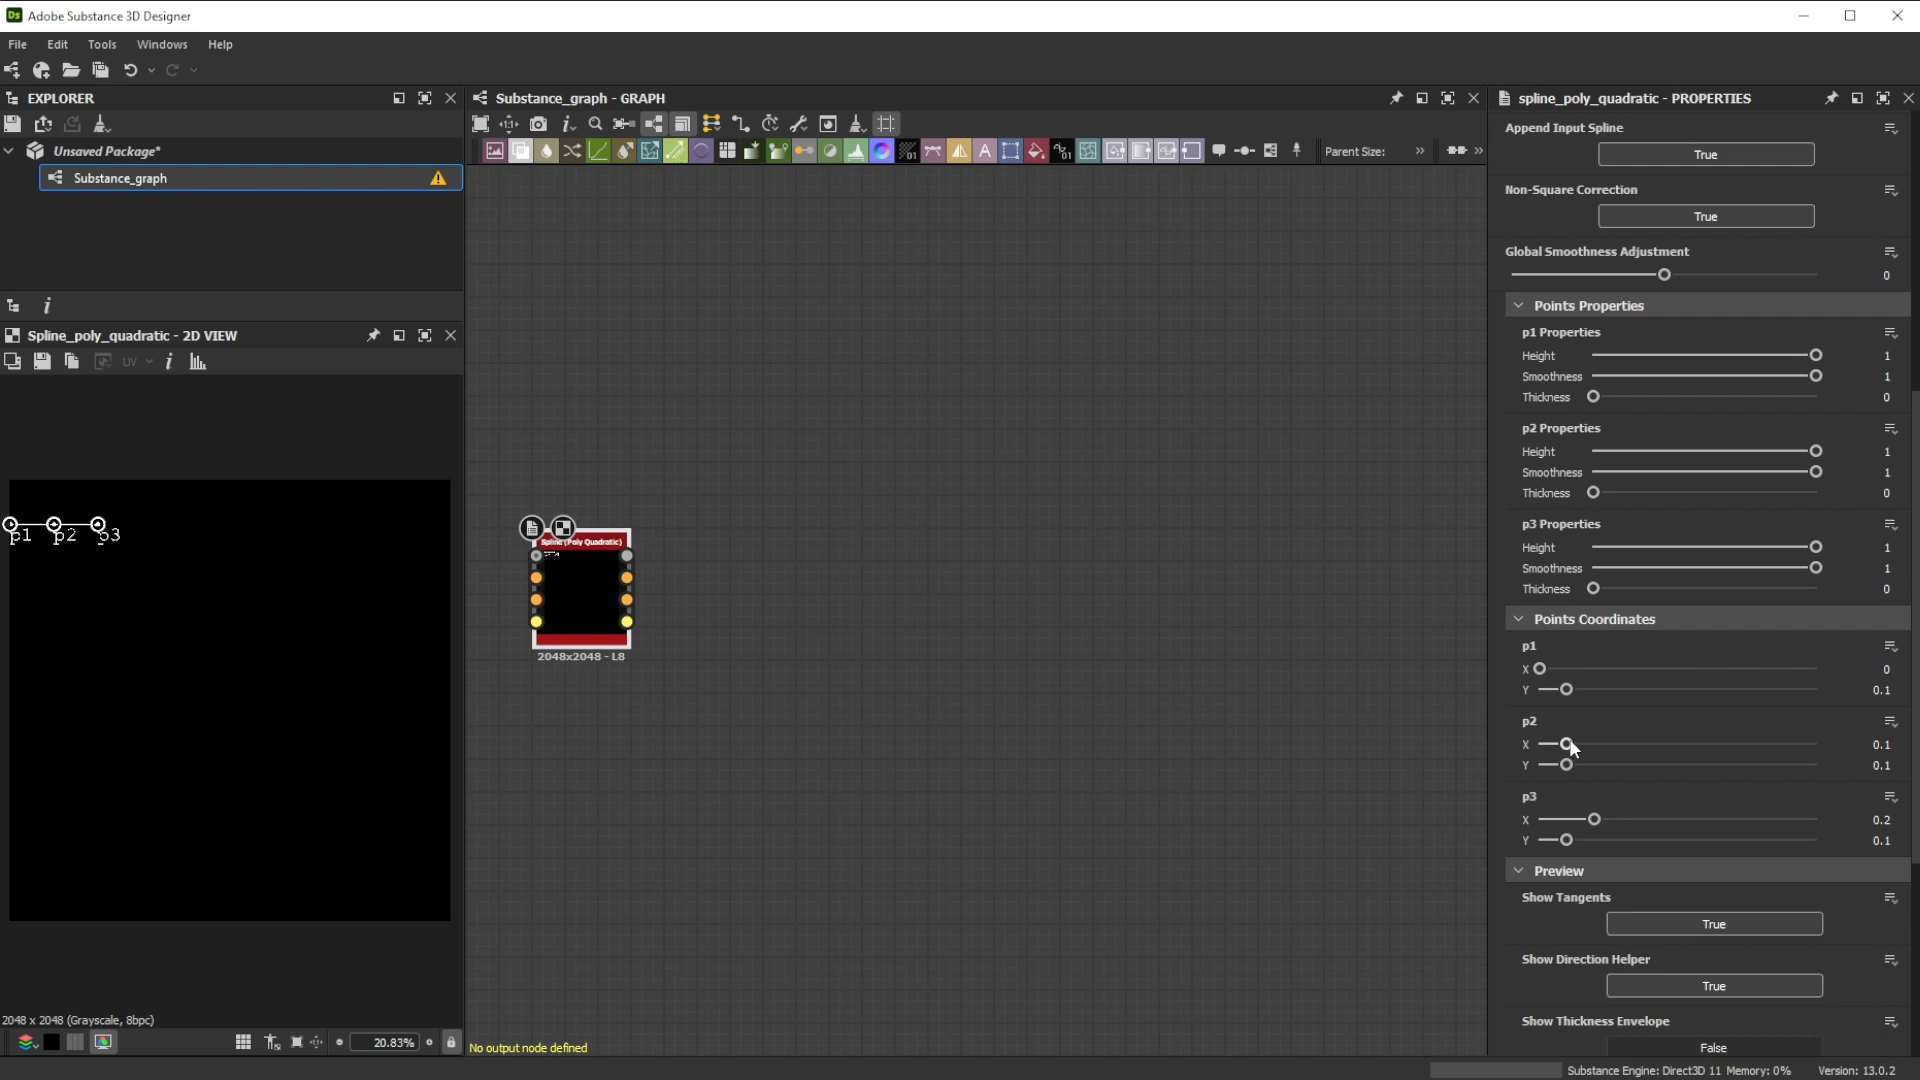 Ds Adobe Substance 3D Designer
File Edit Tools Windows Help
EXPLORER
Unsaved Package*
Substance_graph
Spline_poly_quadratic - 2D VIEW
UV
p1 p2 p3
2048 x 2048 (Grayscale, 8bpc)
20.83%
Substance_graph - GRAPH
Parent Size: » »
Spline (Poly Quadratic)
2048x2048 - L8
No output node defined
spline_poly_quadratic - PROPERTIES
Append Input Spline
True
Non-Square Correction
True
Global Smoothness Adjustment
0
Points Properties
p1 Properties
Height 1
Smoothness 1
Thickness 0
p2 Properties
Height 1
Smoothness 1
Thickness 0
p3 Properties
Height 1
Smoothness 1
Thickness 0
Points Coordinates
p1
X 0
Y 0.1
p2
X 0.1
Y 0.1
p3
X 0.2
Y 0.1
Preview
Show Tangents
True
Show Direction Helper
True
Show Thickness Envelope
False
Substance Engine: Direct3D 11 Memory: 0% Version: 13.0.2